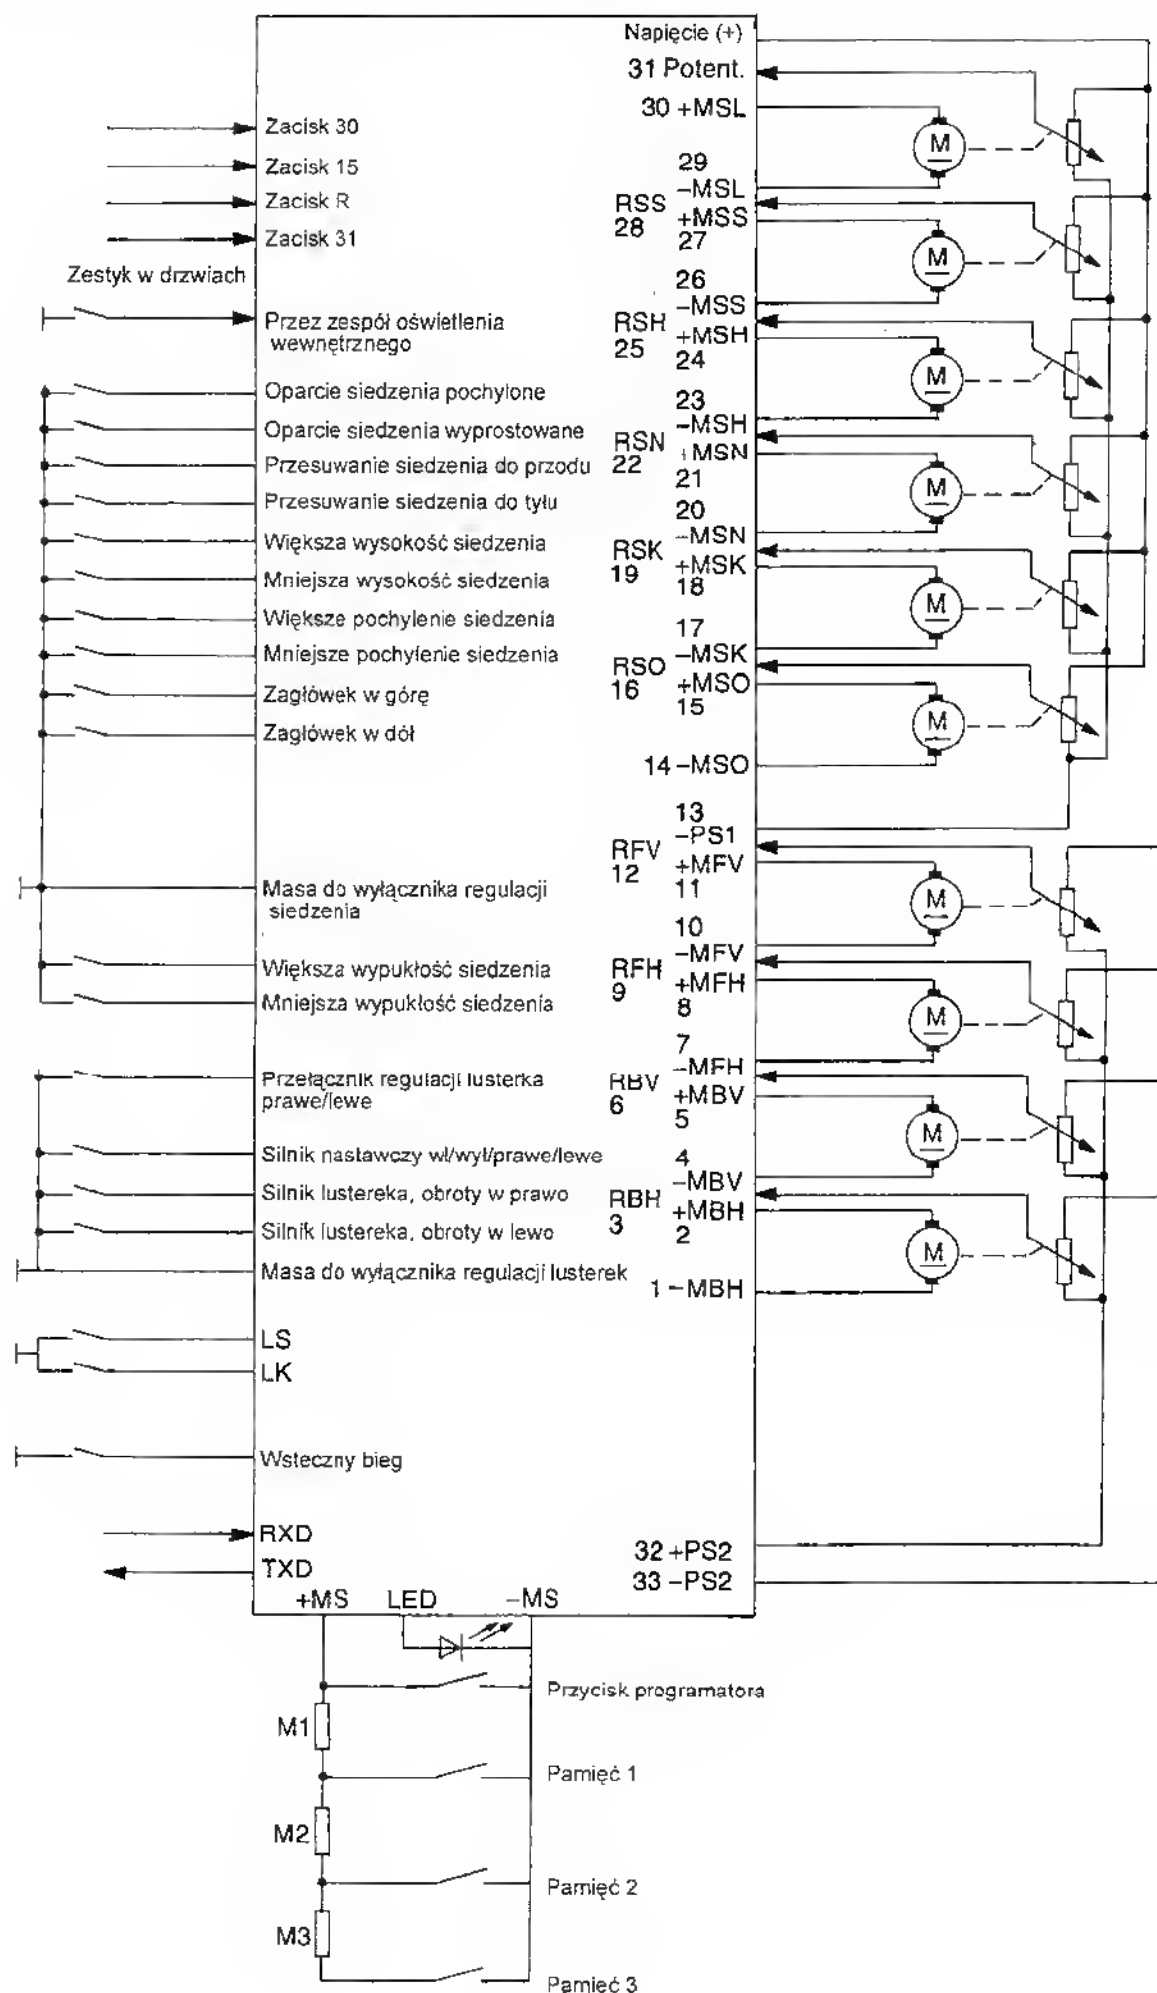 Napięcie (+)
31 Potent.
30 +MSL
29
–MSL
RSS
28
+MSS
27
26
–MSS
RSH
25
+MSH
24
23
–MSH
RSN
22
+MSN
21
20
–MSN
RSK
19
+MSK
18
17
–MSK
RSO
16
+MSO
15
14 –MSO
13
–PS1
RFV
12
+MFV
11
10
–MFV
RFH
9
+MFH
8
7
–MFH
RBV
6
+MBV
5
4
–MBV
RBH
3
+MBH
2
1 –MBH
32 +PS2
33 –PS2
Zacisk 30
Zacisk 15
Zacisk R
Zacisk 31
Zestyk w drzwiach
Przez zespół oświetlenia
wewnętrznego
Oparcie siedzenia pochylone
Oparcie siedzenia wyprostowane
Przesuwanie siedzenia do przodu
Przesuwanie siedzenia do tyłu
Większa wysokość siedzenia
Mniejsza wysokość siedzenia
Większe pochylenie siedzenia
Mniejsze pochylenie siedzenia
Zagłówek w górę
Zagłówek w dół
Masa do wyłącznika regulacji
siedzenia
Większa wypukłość siedzenia
Mniejsza wypukłość siedzenia
Przełącznik regulacji lusterka
prawe/lewe
Silnik nastawczy wł/wył/prawe/lewe
Silnik lustereka, obroty w prawo
Silnik lustereka, obroty w lewo
Masa do wyłącznika regulacji lusterek
LS
LK
Wsteczny bieg
RXD
TXD
M
M
M
M
M
M
M
M
M
M
+MS LED –MS
Przycisk programatora
M1
Pamięć 1
M2
Pamięć 2
M3
Pamięć 3